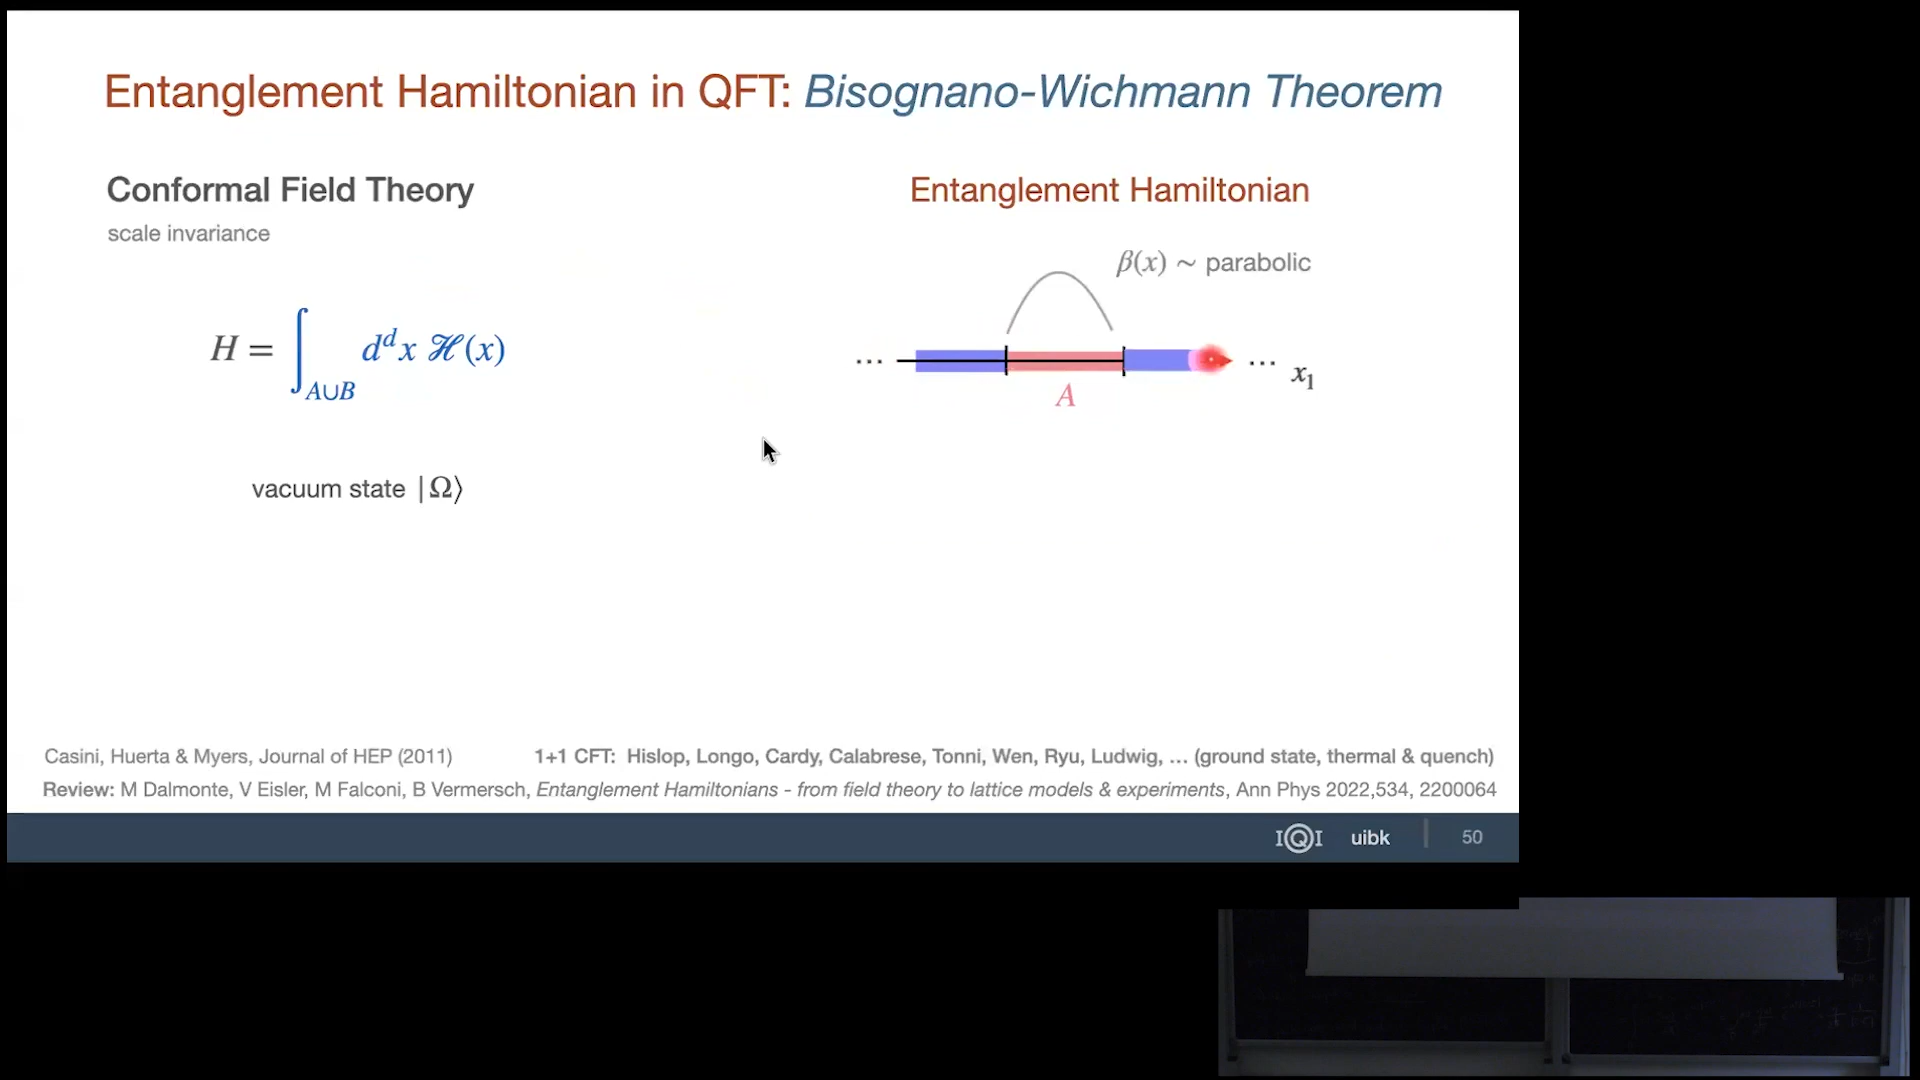 Entanglement Hamiltonian in QFT: Bisognano-Wichmann Theorem
Conformal Field Theory
scale invariance
H = ∫_{A∪B} d^d x ℋ(x)
vacuum state |Ω⟩
Entanglement Hamiltonian
β(x) ~ parabolic
... ... x₁
A
Casini, Huerta & Myers, Journal of HEP (2011)
1+1 CFT: Hislop, Longo, Cardy, Calabrese, Tonni, Wen, Ryu, Ludwig, ... (ground state, thermal & quench)
Review: M Dalmonte, V Eisler, M Falconi, B Vermersch, Entanglement Hamiltonians - from field theory to lattice models & experiments, Ann Phys 2022,534, 2200064
IQI uibk | 50